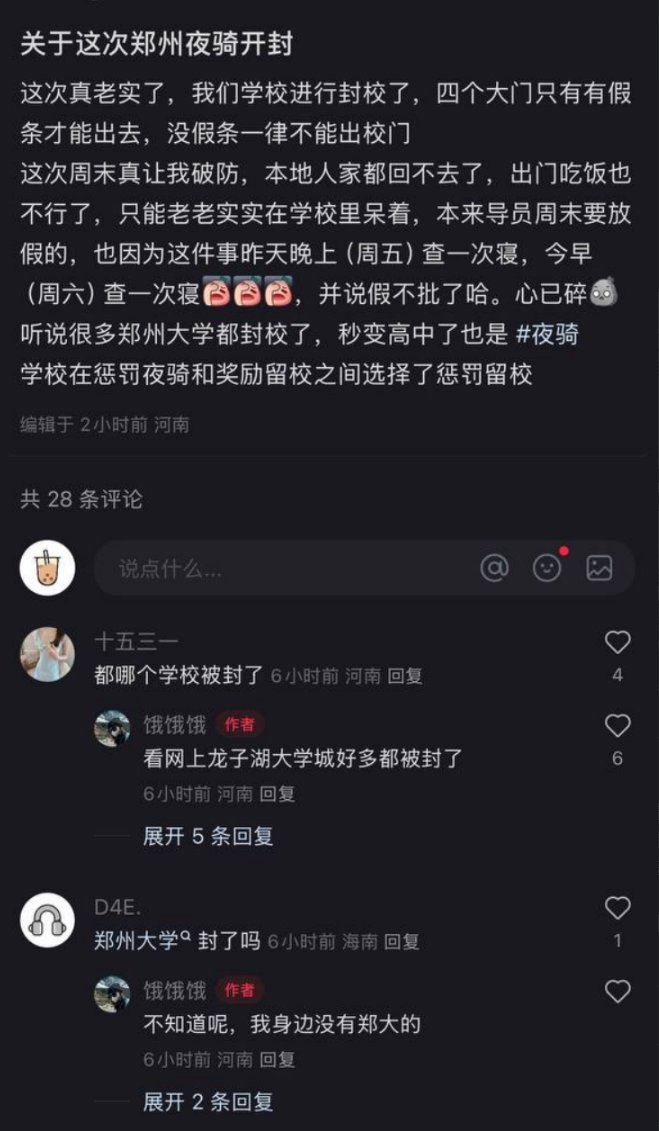 关于这次郑州夜骑开封
这次真老实了，我们学校进行封校了，四个大门只有有假
条才能出去，没假条一律不能出校门
这次周末真让我破防，本地人家都回不去了，出门吃饭也
不行了，只能老老实实在学校里呆着，本来导员周末要放
假的，也因为这件事昨天晚上（周五）查一次寝，今早
（周六）查一次寝，并说假不批了哈。心已碎
听说很多郑州大学都封校了，秒变高中了也是 #夜骑
学校在惩罚夜骑和奖励留校之间选择了惩罚留校
编辑于 2小时前 河南
共 28 条评论
说点什么...
十五三一
都哪个学校被封了 6小时前 河南 回复
4
饿饿饿 作者
看网上龙子湖大学城好多都被封了
6
6小时前 河南 回复
展开 5 条回复
D4E.
郑州大学 封了吗 6小时前 海南 回复
1
饿饿饿 作者
不知道呢，我身边没有郑大的
6小时前 河南 回复
展开 2 条回复